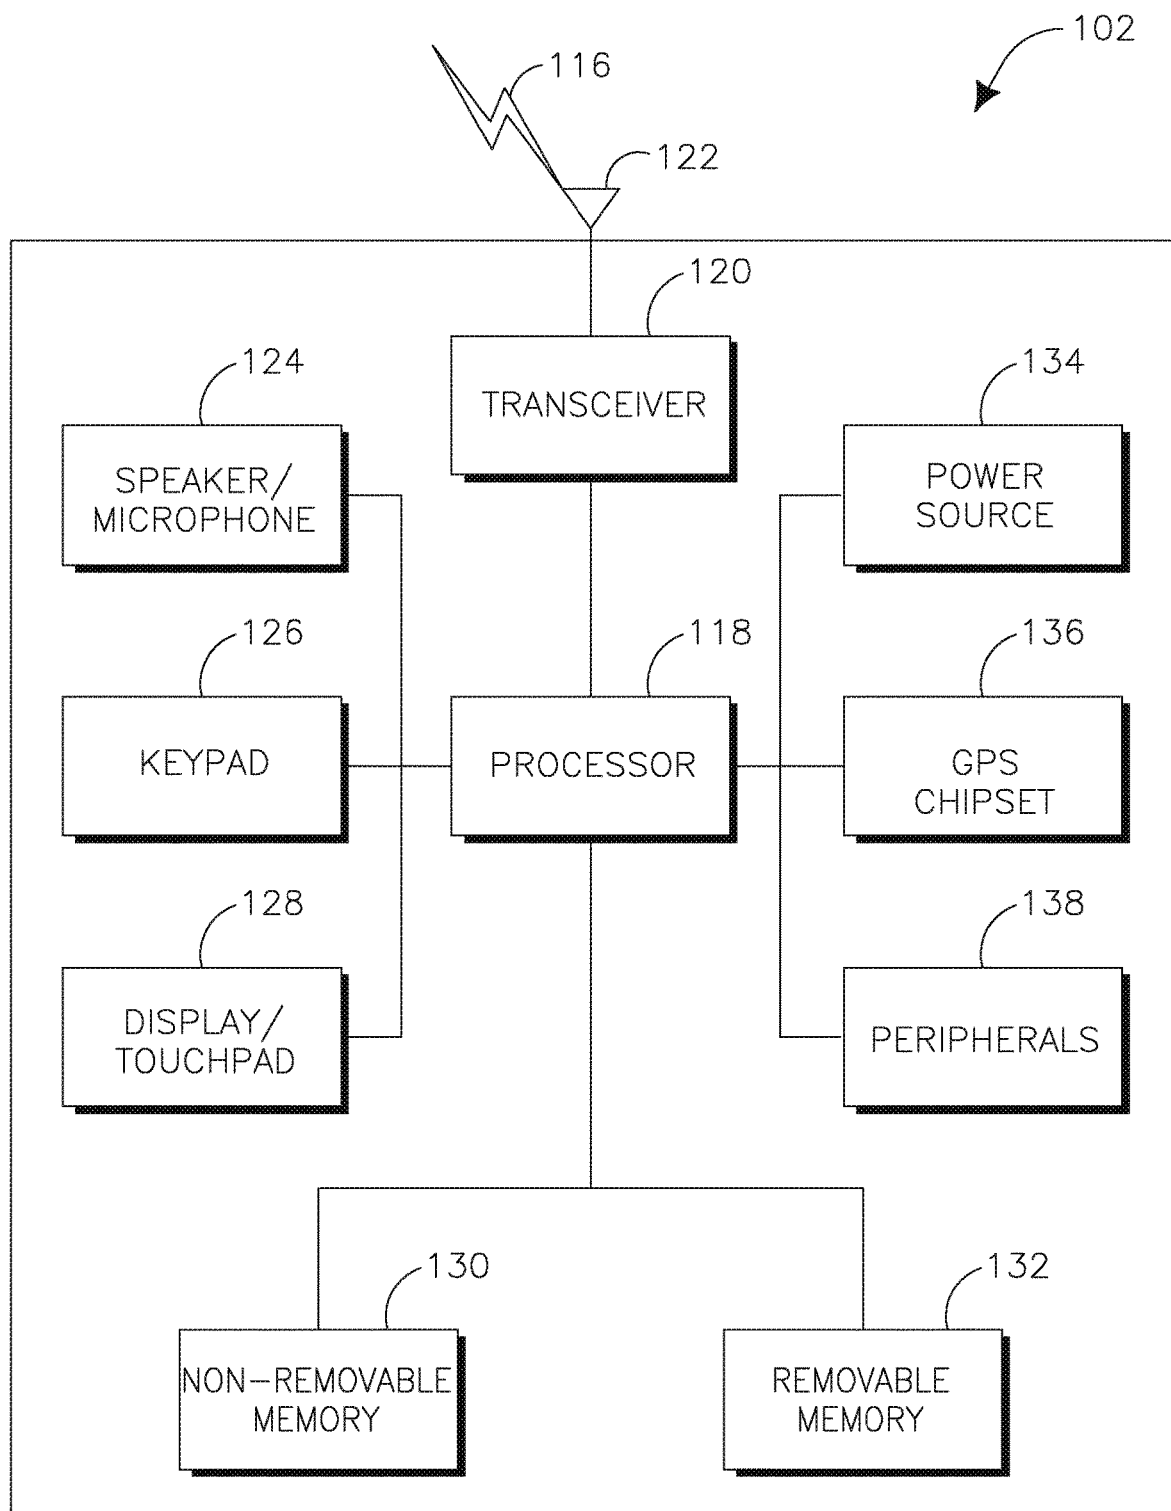 102
116
122
120
TRANSCEIVER
124
SPEAKER/
MICROPHONE
134
POWER
SOURCE
126
KEYPAD
118
PROCESSOR
136
GPS
CHIPSET
128
DISPLAY/
TOUCHPAD
138
PERIPHERALS
130
NON-REMOVABLE
MEMORY
132
REMOVABLE
MEMORY